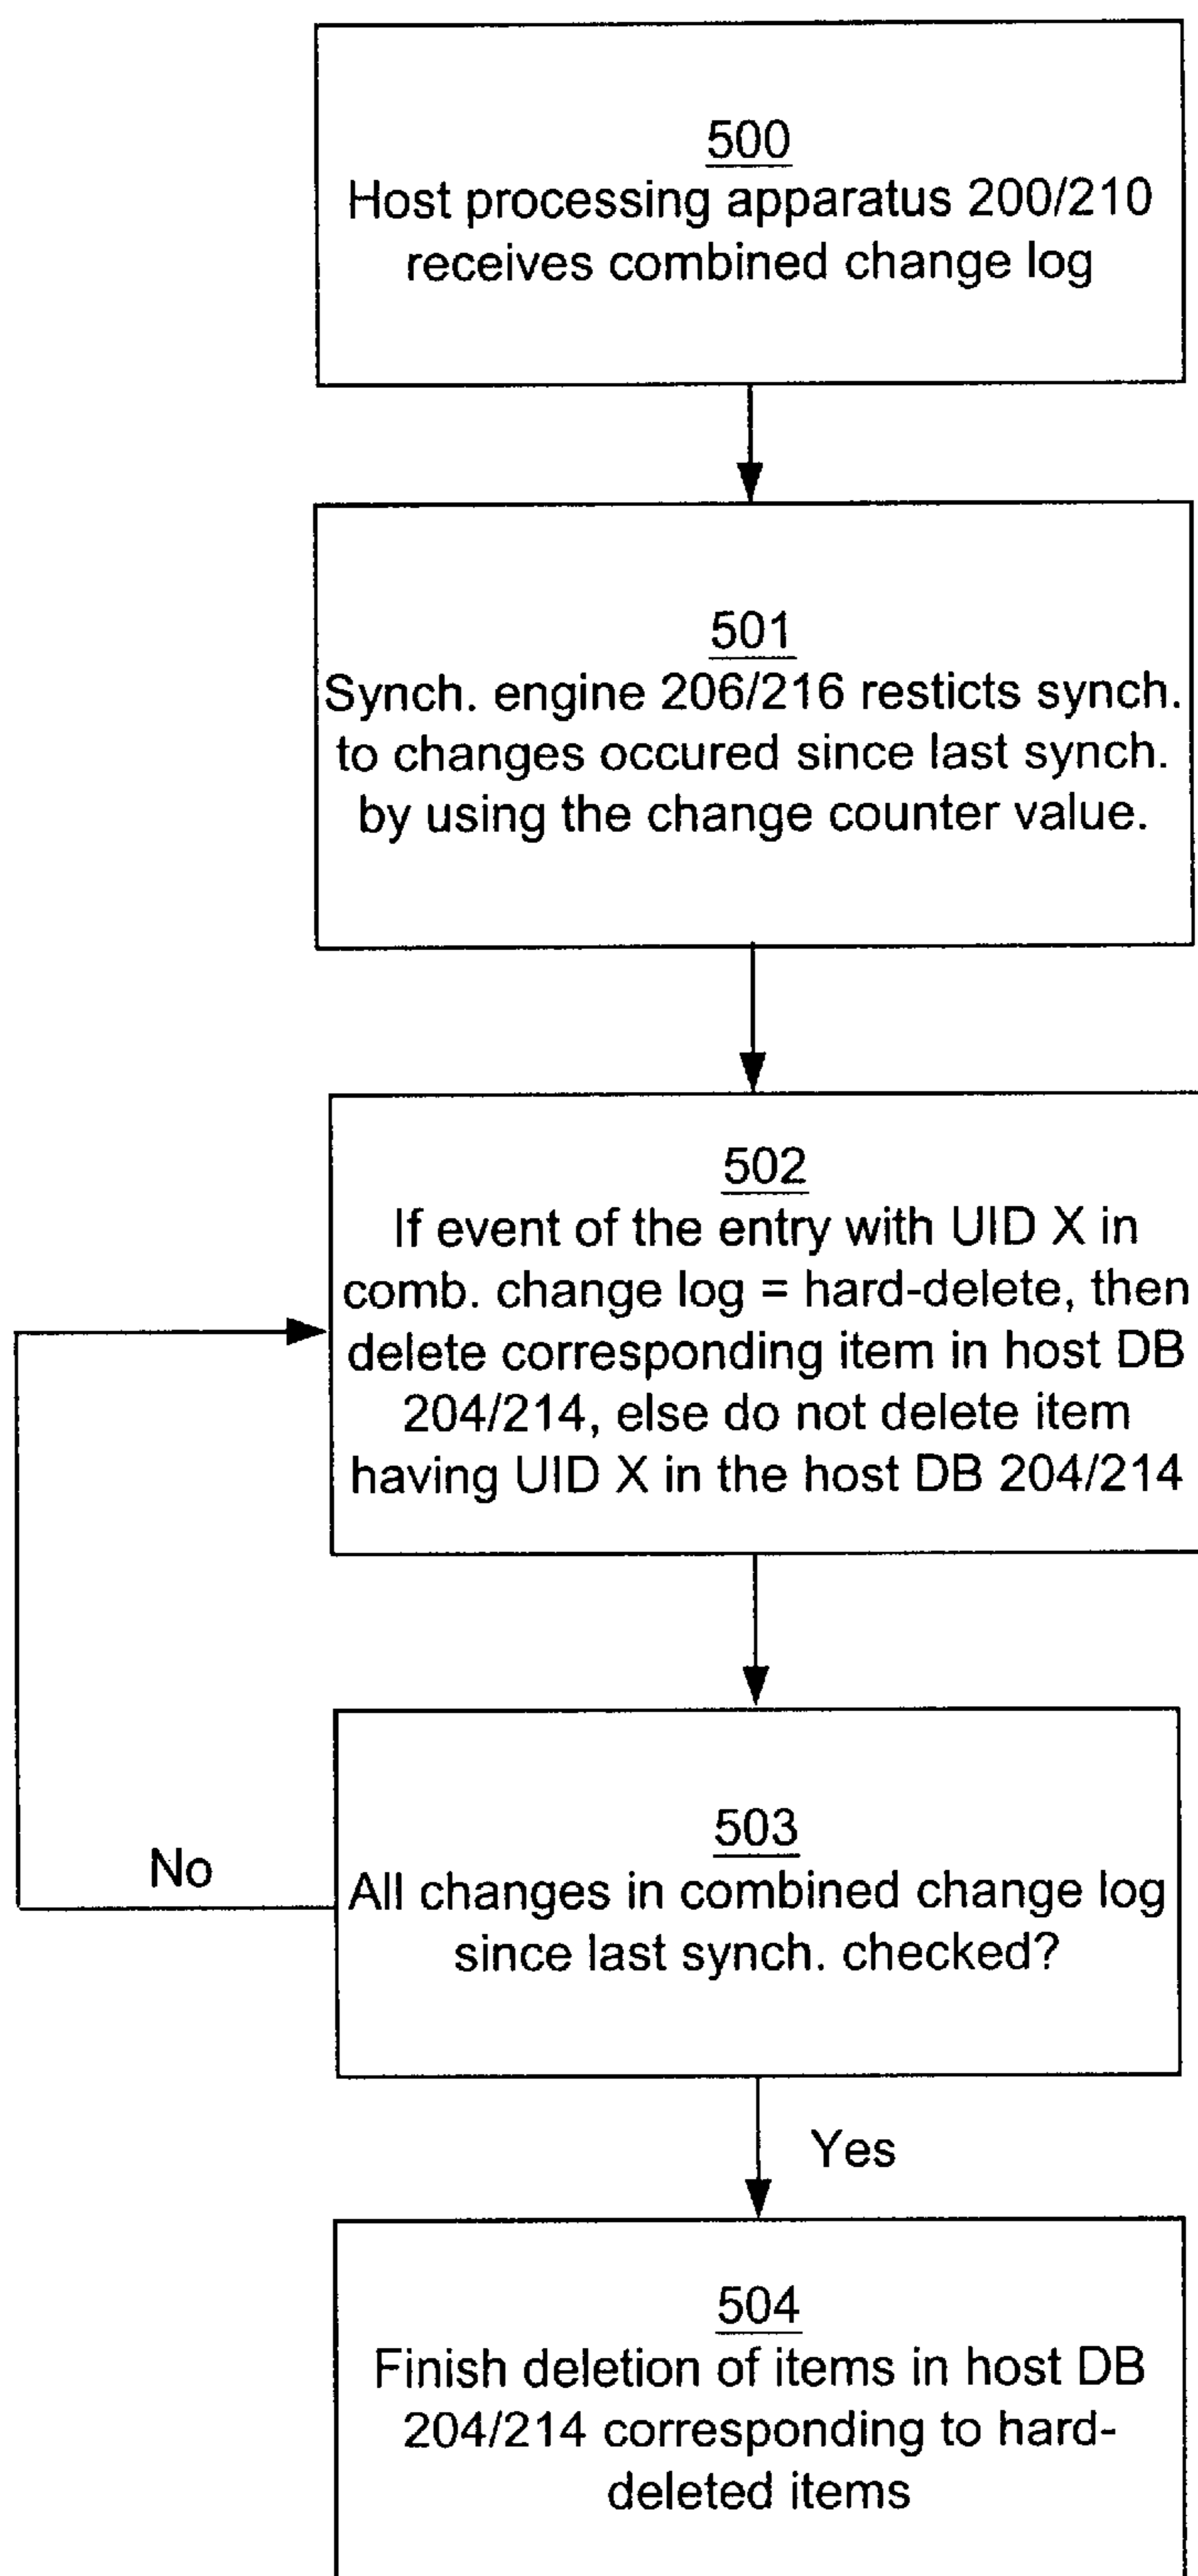 500
Host processing apparatus 200/210
receives combined change log
501
Synch. engine 206/216 resticts synch.
to changes occured since last synch.
by using the change counter value.
502
If event of the entry with UID X in
comb. change log = hard-delete, then
delete corresponding item in host DB
204/214, else do not delete item
having UID X in the host DB 204/214
503
All changes in combined change log
since last synch. checked?
No
Yes
504
Finish deletion of items in host DB
204/214 corresponding to hard-
deleted items